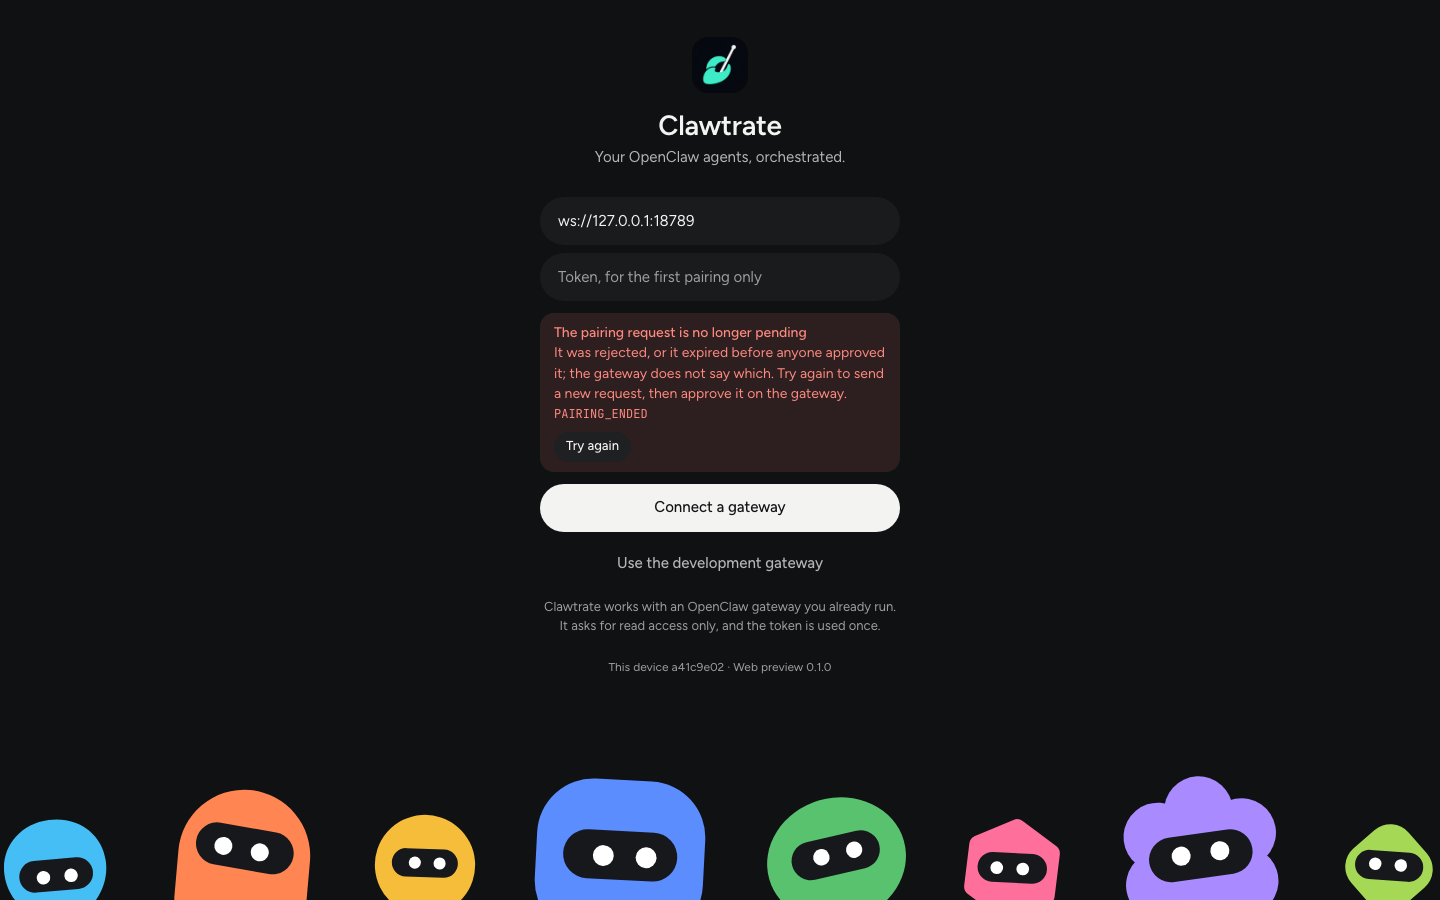 Clawtrate
Your OpenClaw agents, orchestrated.
ws://127.0.0.1:18789
Token, for the first pairing only
The pairing request is no longer pending
It was rejected, or it expired before anyone approved
it; the gateway does not say which. Try again to send
a new request, then approve it on the gateway.
PAIRING_ENDED
Try again
Connect a gateway
Use the development gateway
Clawtrate works with an OpenClaw gateway you already run.
It asks for read access only, and the token is used once.
This device a41c9e02 · Web preview 0.1.0